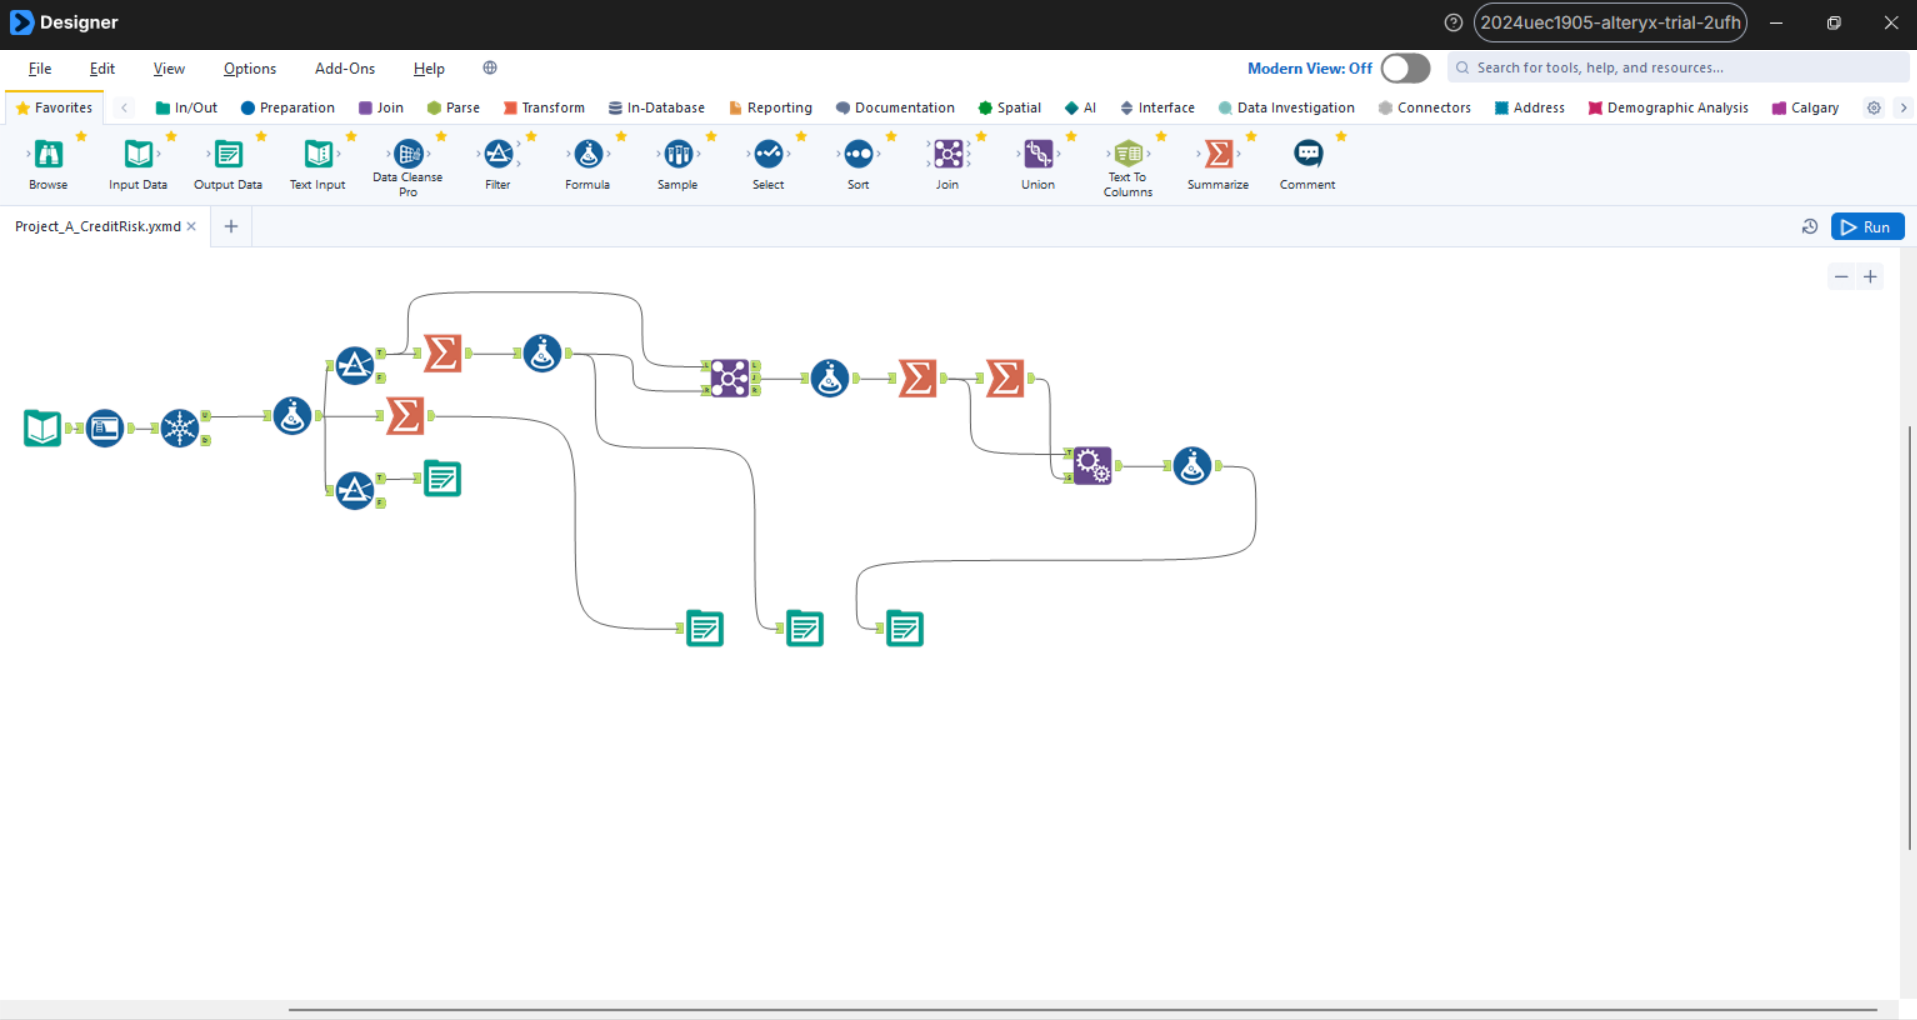 Designer
2024uec1905-alteryx-trial-2ufh
File Edit View Options Add-Ons Help
Modern View: Off
Search for tools, help, and resources...
Favorites In/Out Preparation Join Parse Transform In-Database Reporting Documentation Spatial AI Interface Data Investigation Connectors Address Demographic Analysis Calgary
Browse Input Data Output Data Text Input Data Cleanse Pro Filter Formula Sample Select Sort Join Union Text To Columns Summarize Comment
Project_A_CreditRisk.yxmd
Run